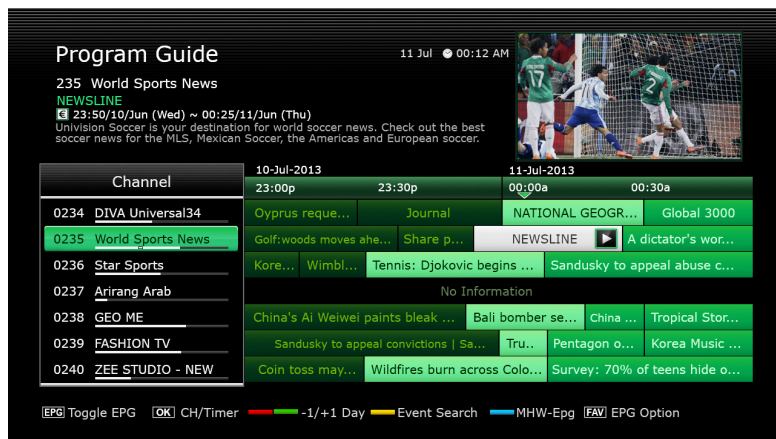 Program Guide
11 Jul 00:12 AM
235 World Sports News
NEWSLINE
€ 23:50/10/Jun (Wed) ~ 00:25/11/Jun (Thu)
Univision Soccer is your destination for world soccer news. Check out the best
soccer news for the MLS, Mexican Soccer, the Americas and European soccer.
17
2
Channel
10-Jul-2013
11-Jul-2013
23:00p 23:30p 00:00a 00:30a
0234 DIVA Universal34 Oyprus reque... Journal NATIONAL GEOGR... Global 3000
0235 World Sports News Golf:woods moves ahe... Share p... NEWSLINE A dictator's wor...
0236 Star Sports Kore... Wimbl... Tennis: Djokovic begins ... Sandusky to appeal abuse c...
0237 Arirang Arab No Information
0238 GEO ME China's Ai Weiwei paints bleak ... Bali bomber se... China ... Tropical Stor...
0239 FASHION TV Sandusky to appeal convictions | Sa... Tru.. Pentagon o... Korea Music ...
0240 ZEE STUDIO - NEW Coin toss may... Wildfires burn across Colo... Survey: 70% of teens hide o...
EPG Toggle EPG OK CH/Timer -1/+1 Day Event Search MHW-Epg FAV EPG Option